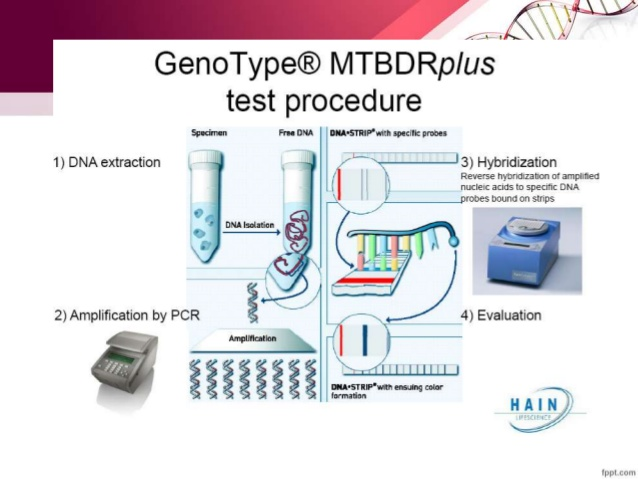 GenoType® MTBDRplus
test procedure
1) DNA extraction
Specimen
Free DNA
DNA Isolation
2) Amplification by PCR
Amplification
DNA•STRIP® with specific probes
3) Hybridization
Reverse hybridization of amplified
nucleic acids to specific DNA
probes bound on strips
4) Evaluation
DNA•STRIP® with ensuing color
formation
HAIN
LIFESCIENCE
fppt.com